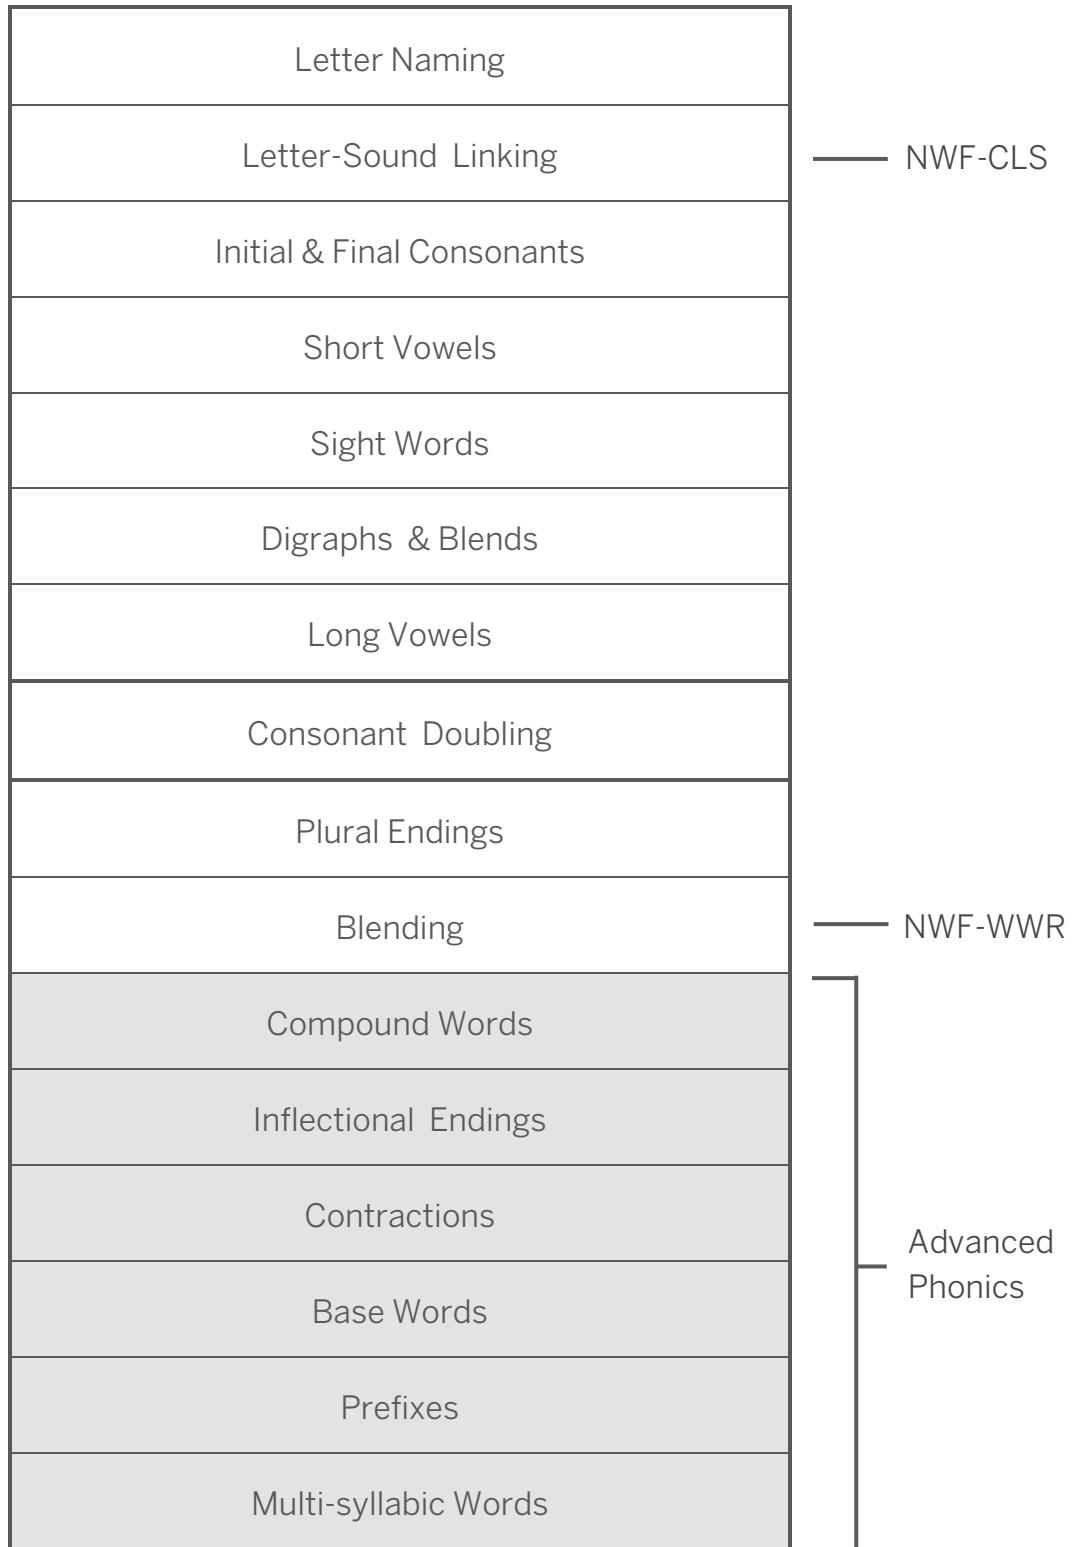 Letter Naming
Letter-Sound Linking
NWF-CLS
Initial & Final Consonants
Short Vowels
Sight Words
Digraphs & Blends
Long Vowels
Consonant Doubling
Plural Endings
Blending
NWF-WWR
Compound Words
Inflectional Endings
Contractions
Advanced
Phonics
Base Words
Prefixes
Multi-syllabic Words